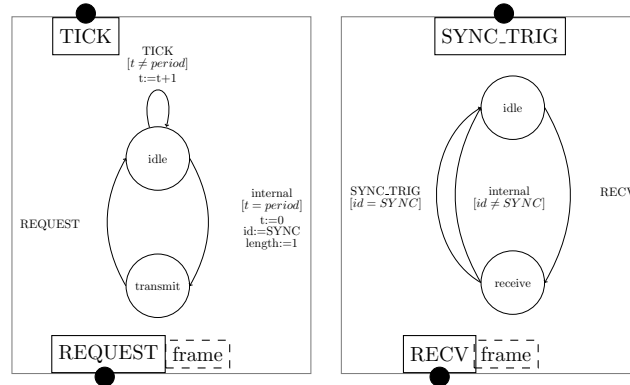 TICK
TICK
[t ≠ period]
t:=t+1
idle
internal
[t = period]
t:=0
id:=SYNC
length:=1
REQUEST
transmit
REQUEST
frame
SYNC_TRIG
idle
SYNC_TRIG
[id = SYNC]
internal
[id ≠ SYNC]
RECV
receive
RECV
frame